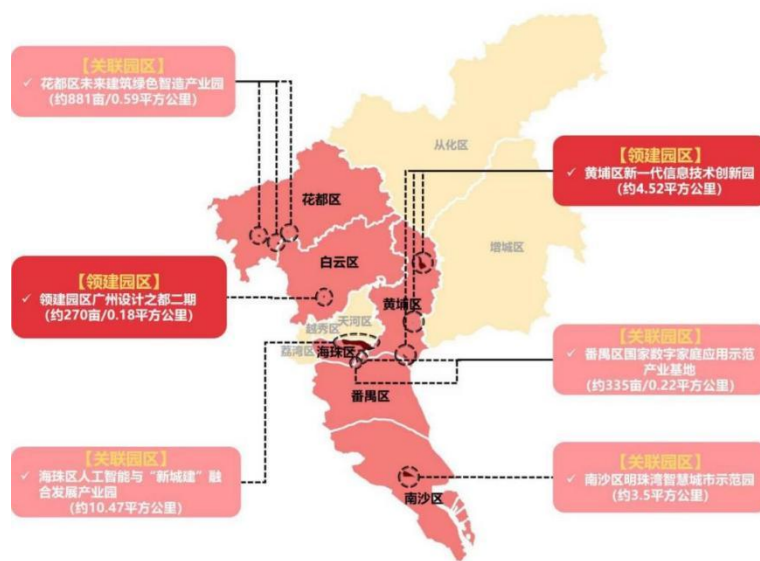 【关联园区】
✓ 花都区未来建筑绿色智造产业园
(约881亩/0.59平方公里)
【领建园区】
✓ 领建园区广州设计之都二期
(约270亩/0.18平方公里)
【关联园区】
✓ 海珠区人工智能与“新城建”融
合发展产业园
(约10.47平方公里)
从化区
花都区
增城区
白云区
黄埔区
天河区
越秀区
荔湾区
海珠区
番禺区
南沙区
【领建园区】
✓ 黄埔区新一代信息技术创新园
(约4.52平方公里)
【关联园区】
✓ 番禺区国家数字家庭应用示范
产业基地
(约335亩/0.22平方公里)
【关联园区】
✓ 南沙区明珠湾智慧城市示范园
(约3.5平方公里)